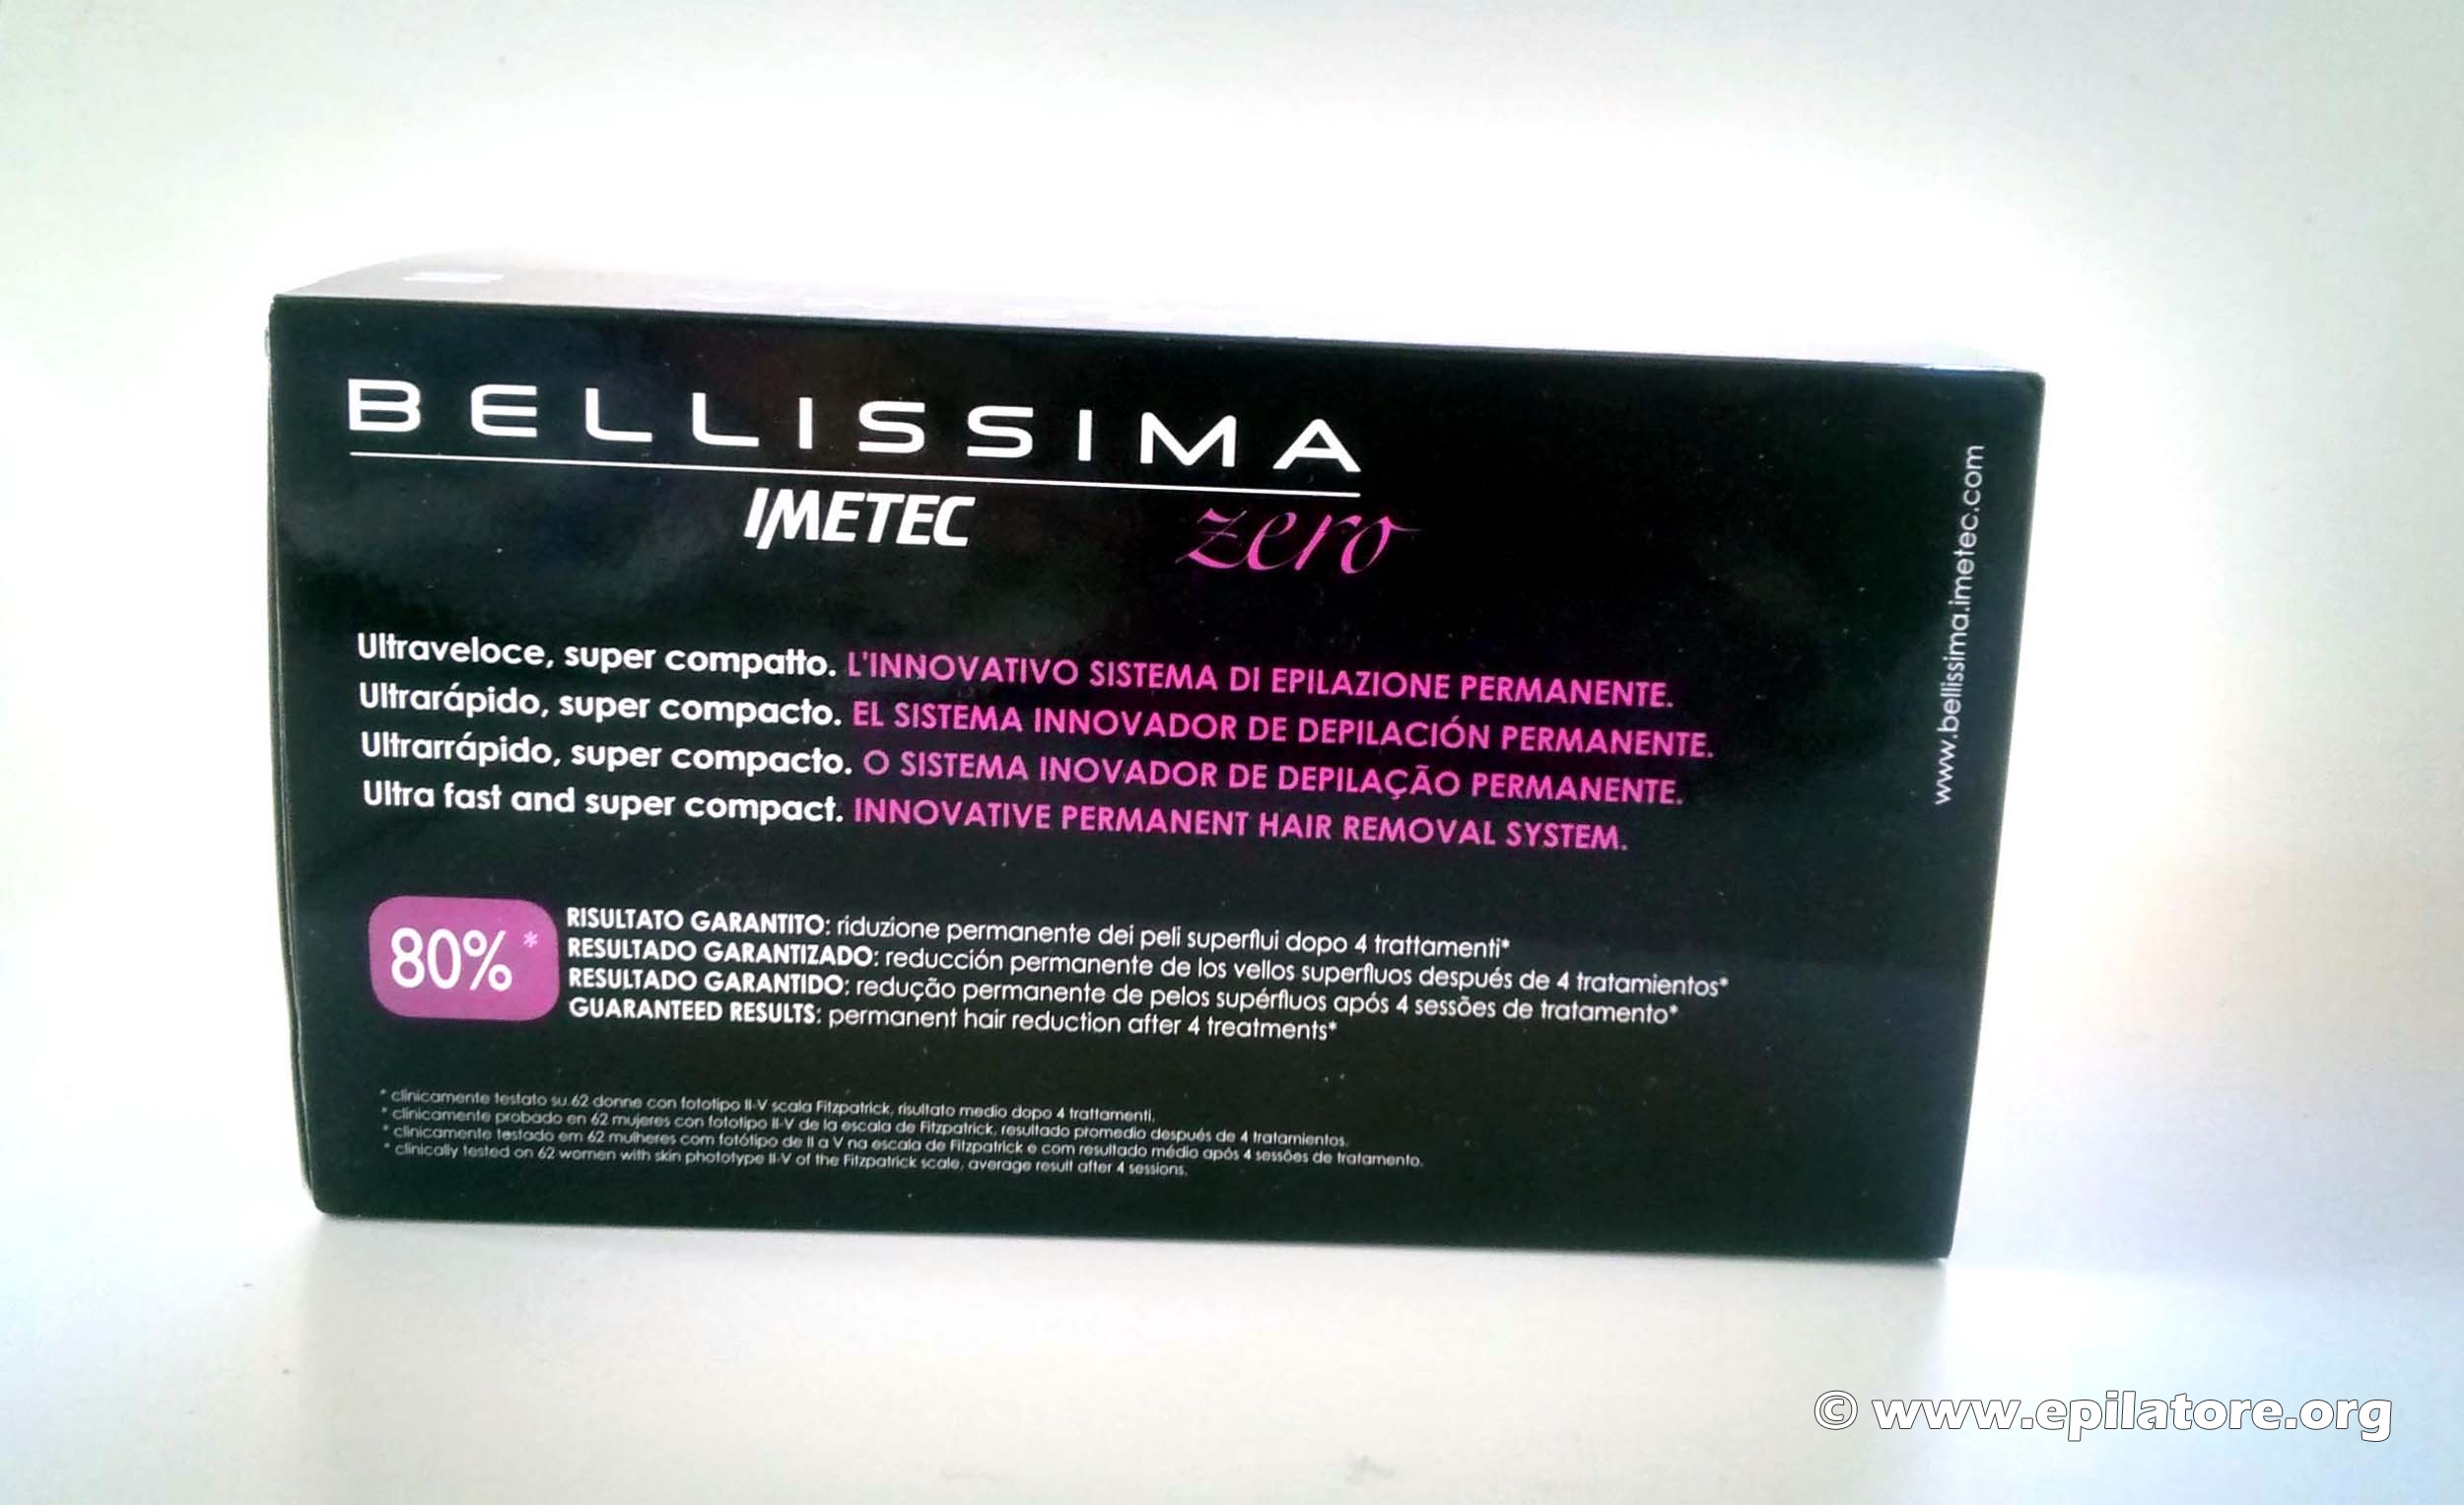 BELLISSIMA
IMETEC zero
Ultraveloce, super compatto. L'INNOVATIVO SISTEMA DI EPILAZIONE PERMANENTE.
Ultrarápido, super compacto. EL SISTEMA INNOVADOR DE DEPILACIÓN PERMANENTE.
Ultrarrápido, super compacto. O SISTEMA INOVADOR DE DEPILAÇÃO PERMANENTE.
Ultra fast and super compact. INNOVATIVE PERMANENT HAIR REMOVAL SYSTEM.
80%*
RISULTATO GARANTITO: riduzione permanente dei peli superflui dopo 4 trattamenti*
RESULTADO GARANTIZADO: reducción permanente de los vellos superfluos después de 4 tratamientos*
RESULTADO GARANTIDO: redução permanente de pelos supérfluos após 4 sessões de tratamento*
GUARANTEED RESULTS: permanent hair reduction after 4 treatments*
* clinicamente testato su 62 donne con fototipo II-V scala Fitzpatrick, risultato medio dopo 4 trattamenti.
* clinicamente probado en 62 mujeres con fototipo II-V de la escala de Fitzpatrick, resultado promedio después de 4 tratamientos.
* clinicamente testado em 62 mulheres com fotótipo de II a V na escala de Fitzpatrick e com resultado médio após 4 sessões de tratamento.
* clinically tested on 62 women with skin phototype II-V of the Fitzpatrick scale, average result after 4 sessions.
www.bellissima.imetec.com
© www.epilatore.org